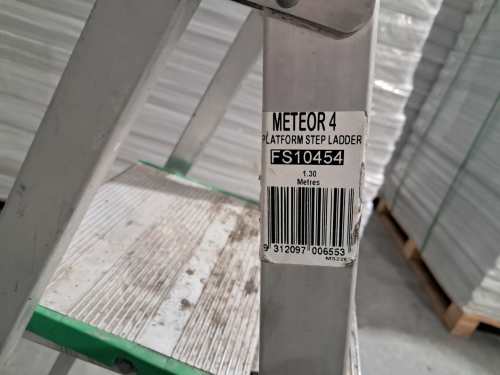 METEOR 4
PLATFORM STEP LADDER
FS10454
1.30
Metres
9 312097 006553